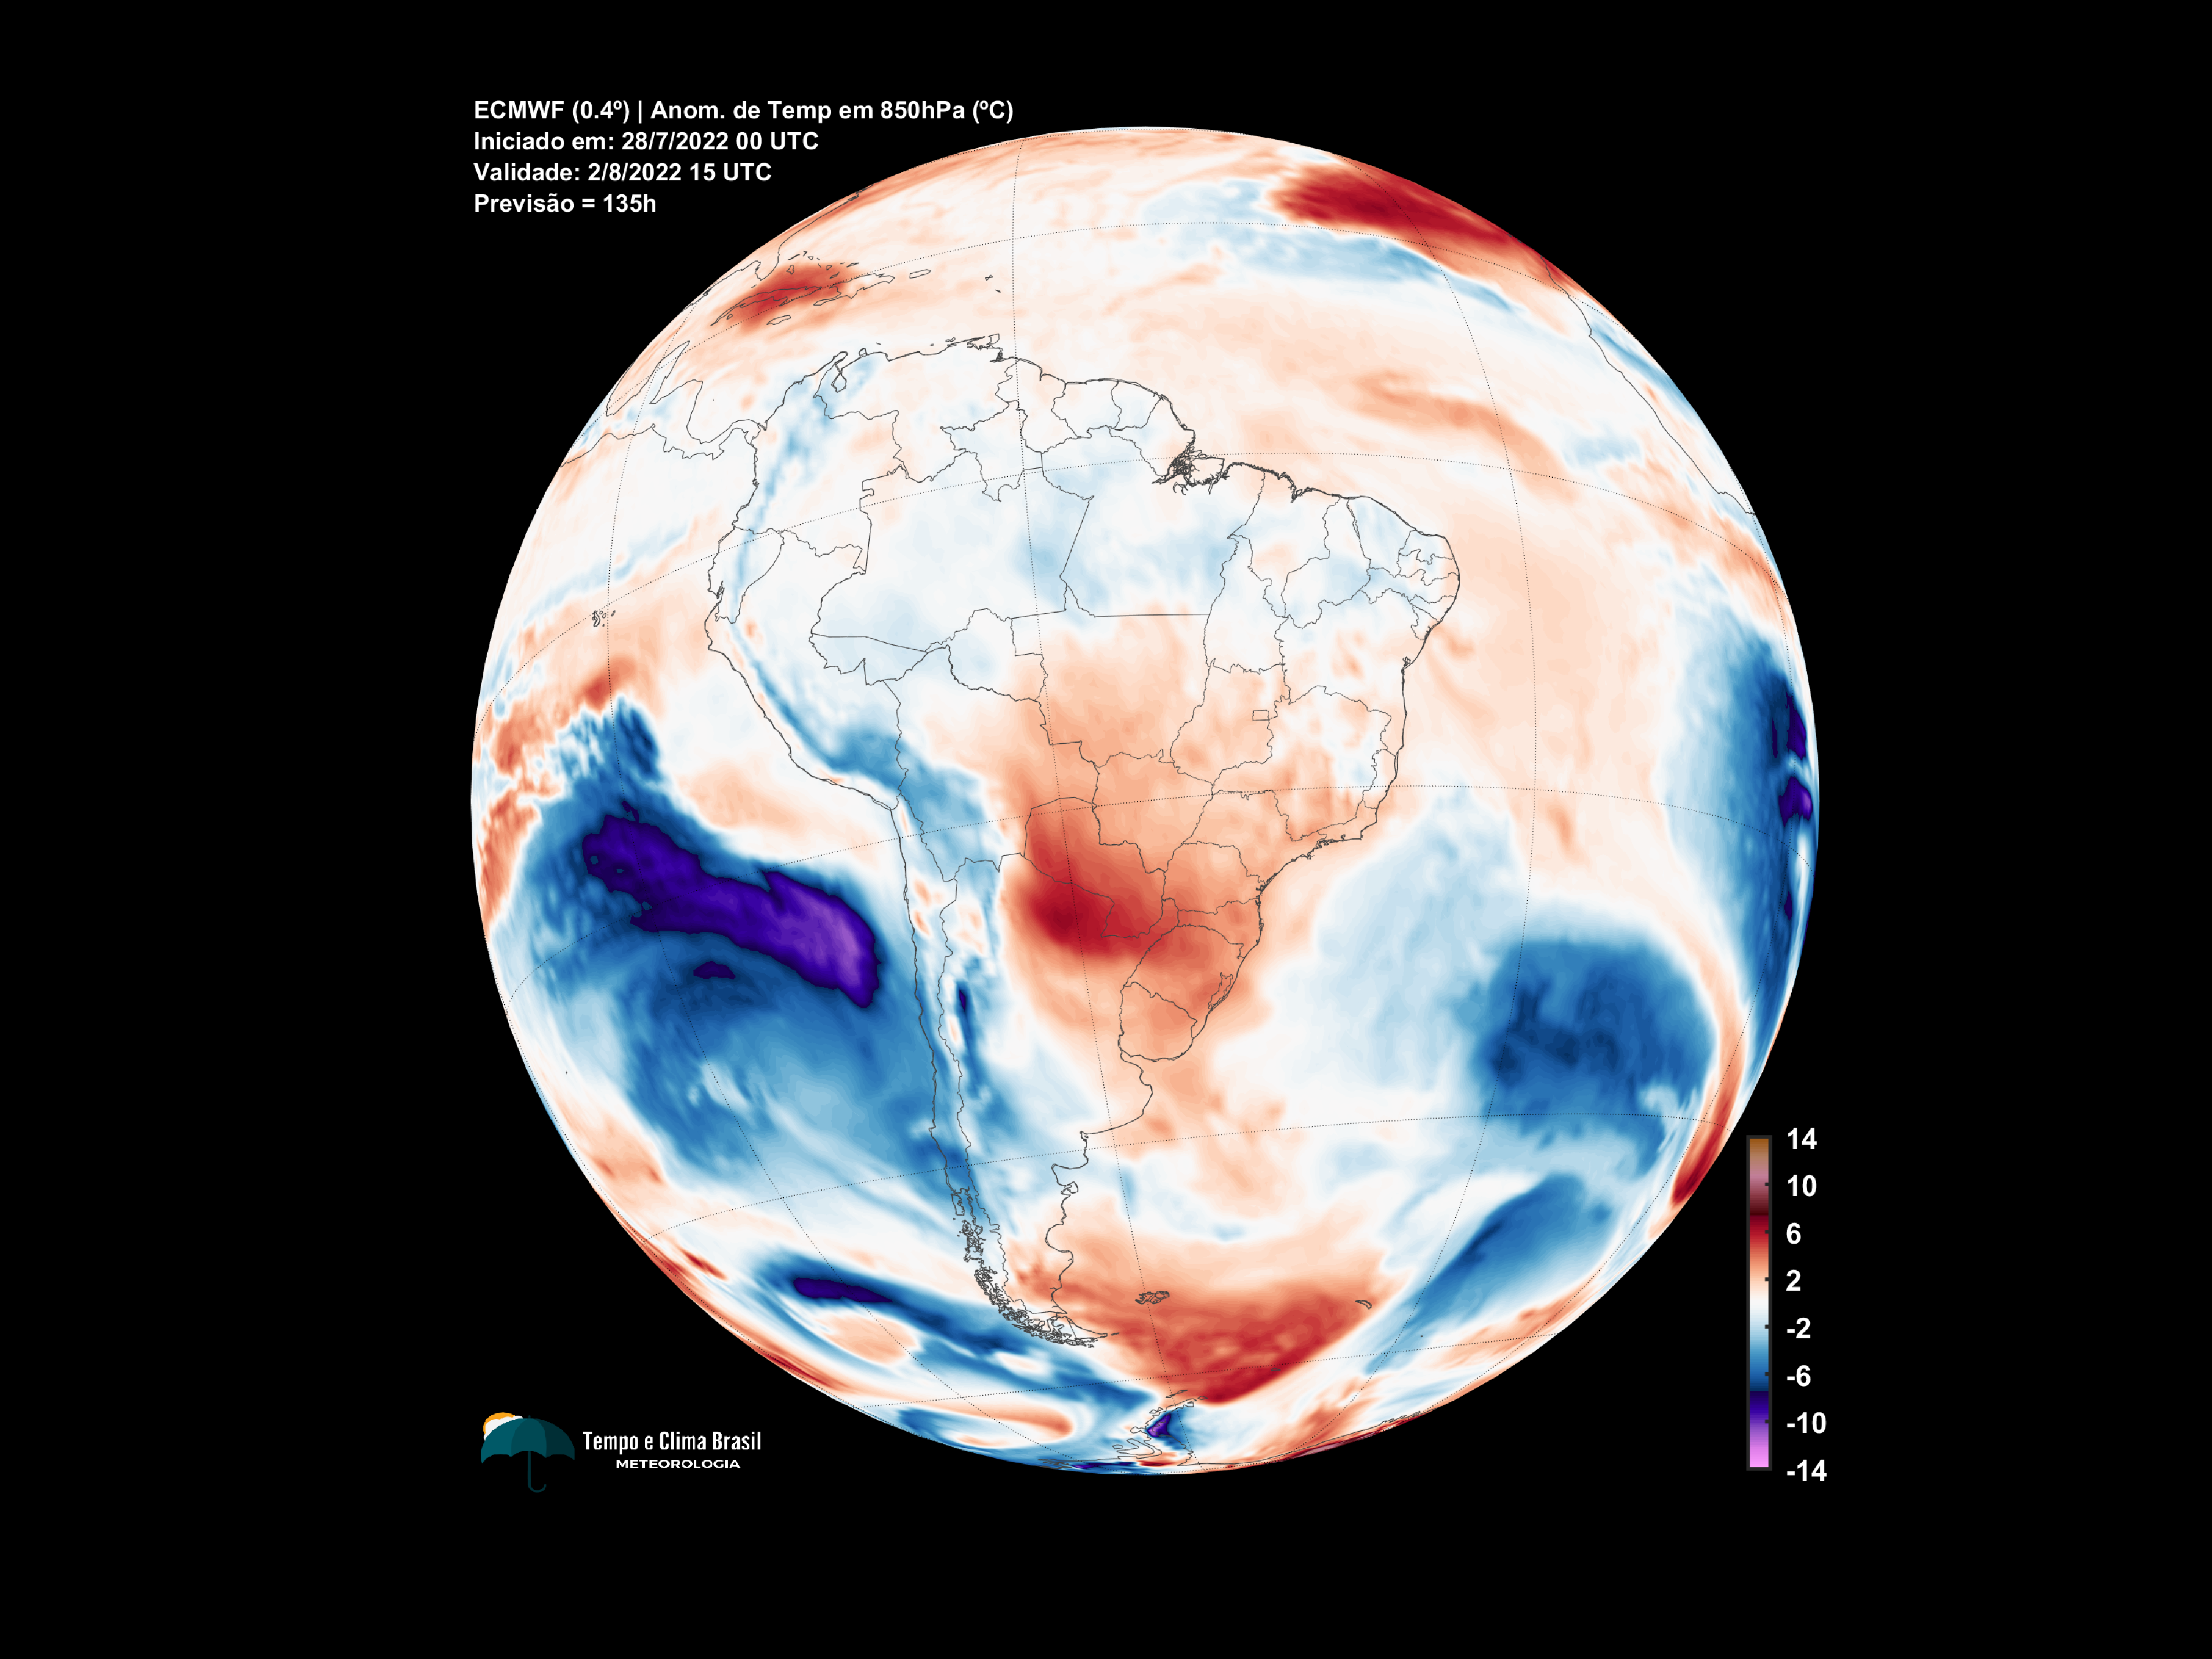 ECMWF (0.4º) | Anom. de Temp em 850hPa (ºC)
Iniciado em: 28/7/2022 00 UTC
Validade: 2/8/2022 15 UTC
Previsão = 135h
14
10
6
2
-2
-6
-10
-14
Tempo e Clima Brasil
METEOROLOGIA